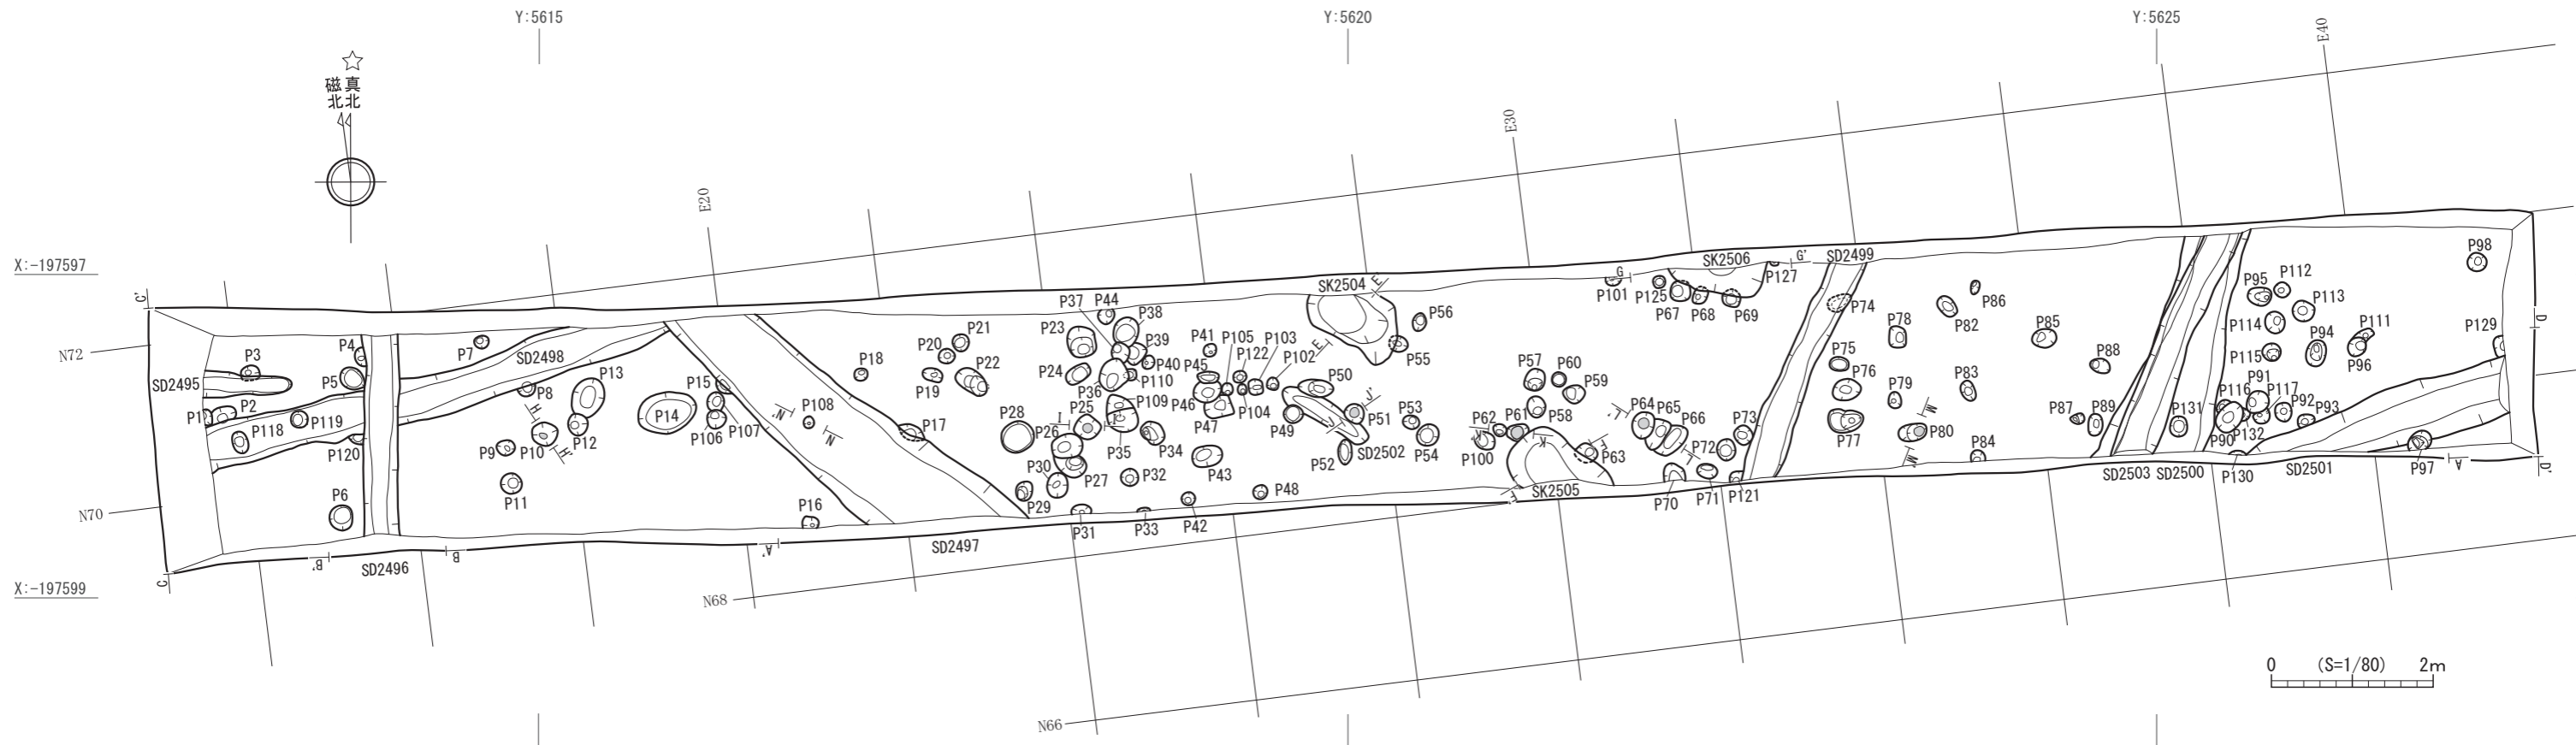 Y:5615
Y:5620
Y:5625
E40
真北
磁北
E30
E20
X:-197597
C'
N72
P3
P4
SD2495
P5
P1
P2
P118
P119
P120
P6
N70
X:-197599
C
B'
SD2496
B
P7
SD2498
P8
P13
H
P9
P10
P12
H'
P11
P14
P15
P106
P107
N'
P108
N
P16
A'
P18
P17
SD2497
P20
P21
P19
P22
P28
P26
P23
P24
P37
P44
P38
P39
P40
P110
P36
P109
P25
I
I'
P35
P34
P30
P27
P32
P29
P31
P33
P42
P43
P48
P41
P105
P45
P122
P103
P102
P46
P104
P47
P49
P50
J'
J
P51
P52
SD2502
SK2504
E'
E
P55
P56
P53
P54
P57
P60
P59
P58
P62
P61
K'
K
P100
F
P63
F'
SK2505
G
SK2506
G'
P101
P125
P67
P68
P69
P127
SD2499
P74
L'
P64
P65
P66
L
P72
P73
P70
P71
P121
P75
P76
P77
P78
P79
M
P80
M'
P82
P86
P83
P84
P85
P88
P87
P89
P131
SD2503
SD2500
P95
P112
P113
P114
P94
P111
P115
P96
P91
P116
P117
P92
P93
P90
P132
P130
SD2501
P97
A
P98
P129
D
D'
N68
N66
0 (S=1/80) 2m